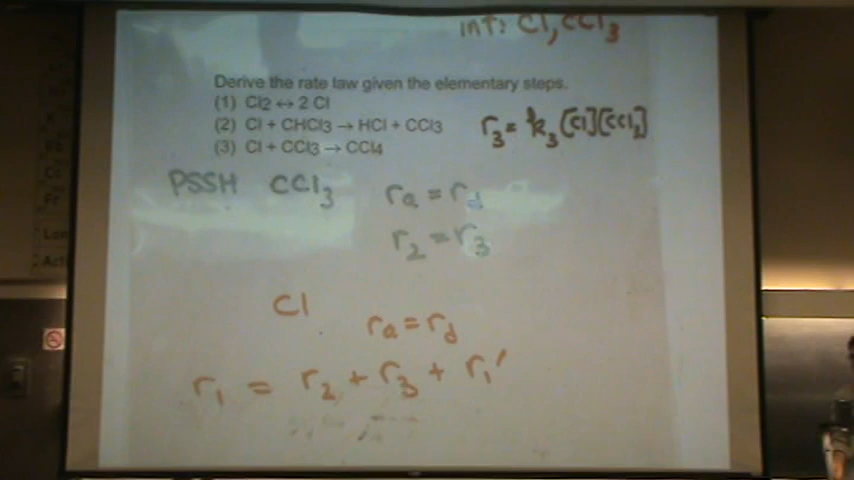 int: Cl, CCl3
Derive the rate law given the elementary steps.
(1) Cl2 ↔ 2 Cl
(2) Cl + CHCl3 → HCl + CCl3
(3) Cl + CCl3 → CCl4
r3 = k3 [Cl][CCl3]
PSSH CCl3 ra = rd
r2 = r3
Cl
ra = rd
r1 = r2 + r3 + r1'